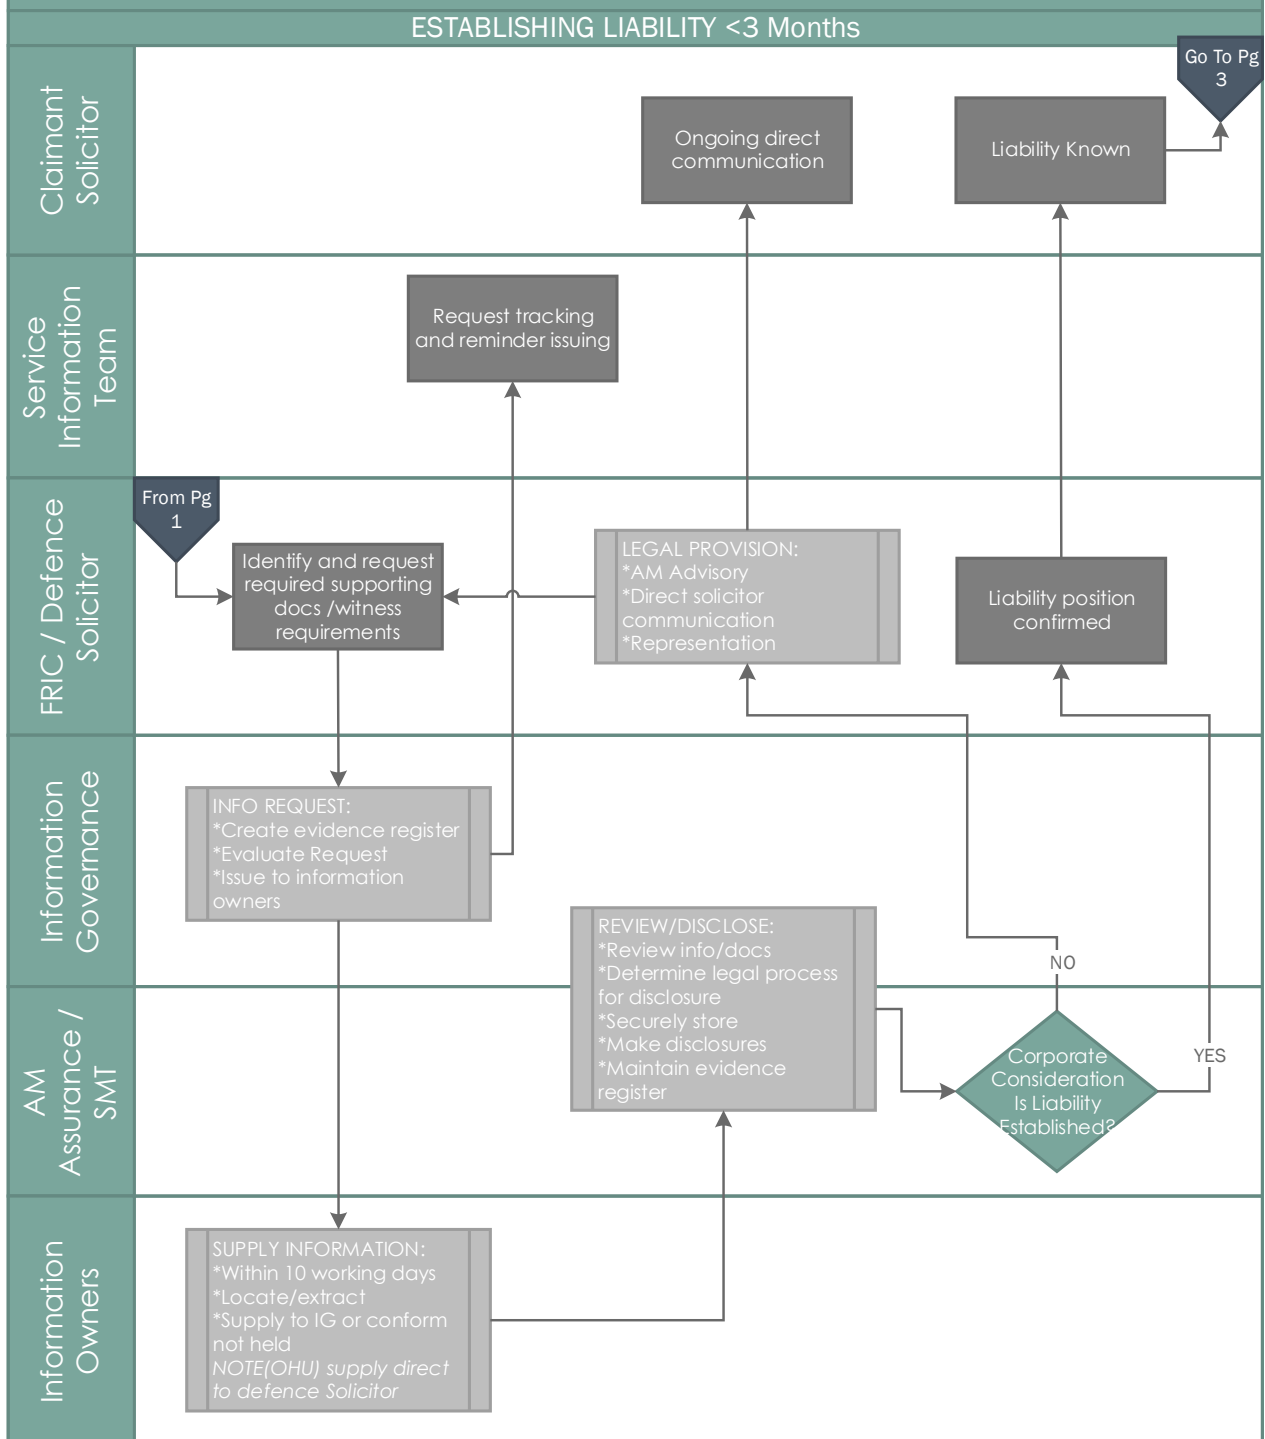 ESTABLISHING LIABILITY <3 Months
Claimant
Solicitor
Ongoing direct
communication
Liability Known
Go To Pg
3
Service
Information
Team
Request tracking
and reminder issuing
FRIC / Defence
Solicitor
From Pg
1
Identify and request
required supporting
docs /witness
requirements
LEGAL PROVISION:
*AM Advisory
*Direct solicitor
communication
*Representation
Liability position
confirmed
Information
Governance
INFO REQUEST:
*Create evidence register
*Evaluate Request
*Issue to information
owners
REVIEW/DISCLOSE:
*Review info/docs
*Determine legal process
for disclosure
*Securely store
*Make disclosures
*Maintain evidence
register
NO
AM
Assurance /
SMT
Corporate
Consideration
Is Liability
Established?
YES
Information
Owners
SUPPLY INFORMATION:
*Within 10 working days
*Locate/extract
*Supply to IG or conform
not held
NOTE(OHU) supply direct
to defence Solicitor